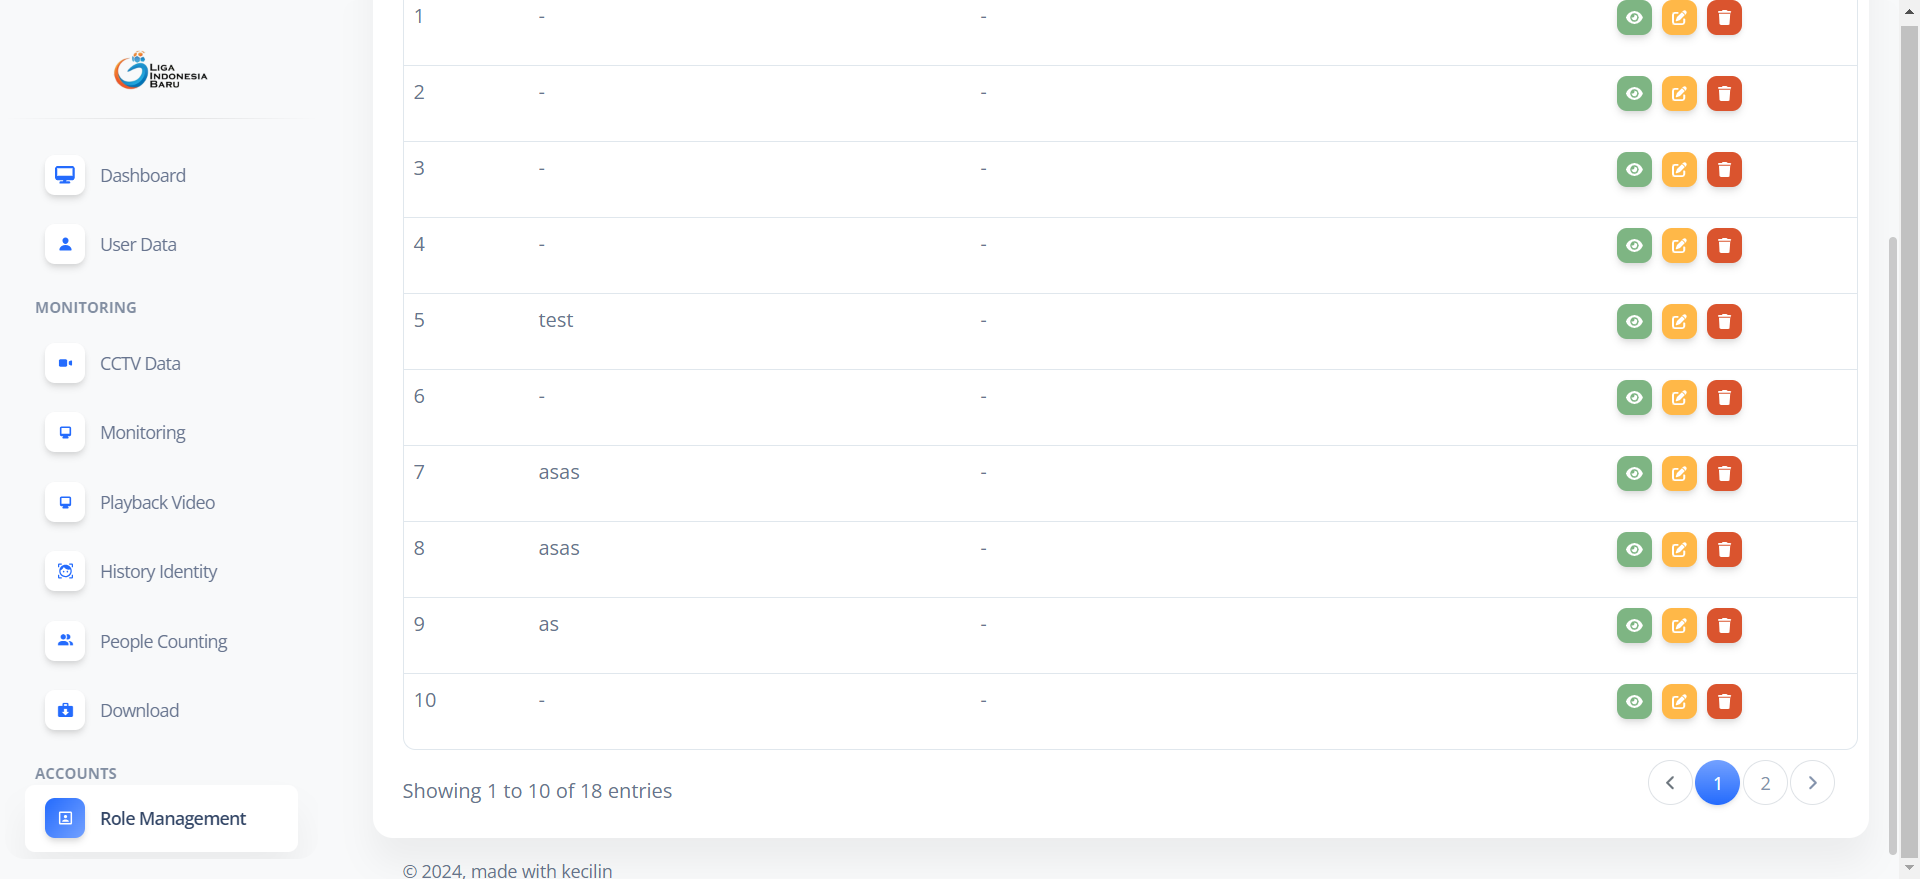 LIGA
INDONESIA
BARU
Dashboard
User Data
MONITORING
CCTV Data
Monitoring
Playback Video
History Identity
People Counting
Download
ACCOUNTS
Role Management
1 - -
2 - -
3 - -
4 - -
5 test -
6 - -
7 asas -
8 asas -
9 as -
10 - -
Showing 1 to 10 of 18 entries
1 2
© 2024, made with kecilin